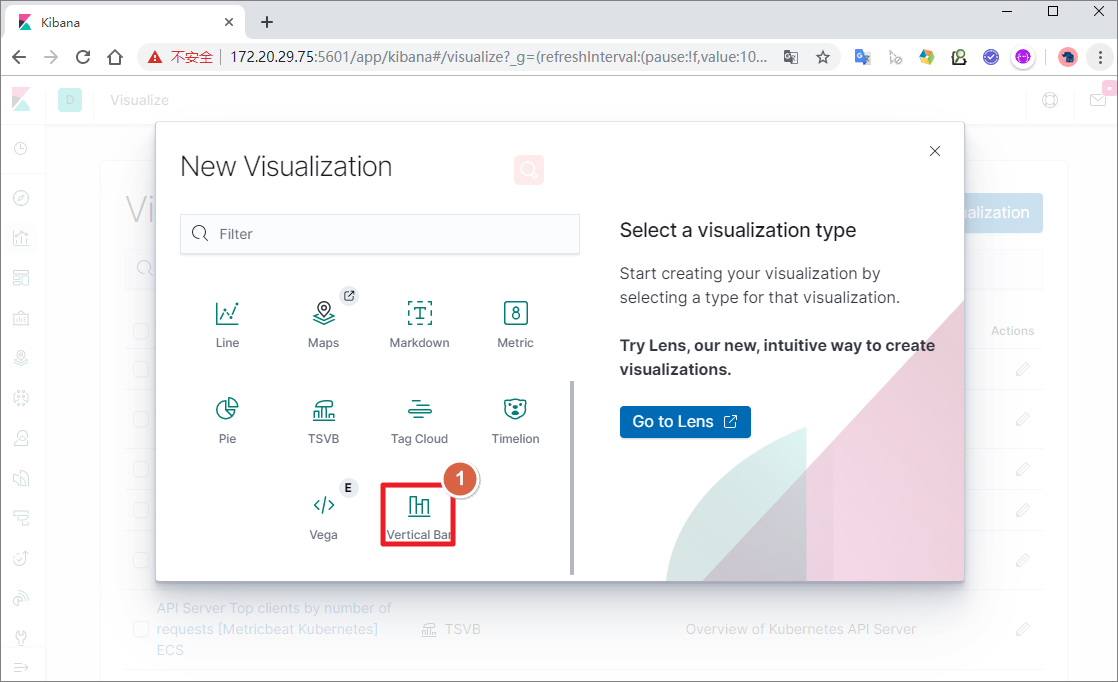 Kibana
不安全
172.20.29.75:5601/app/kibana#/visualize?_g=(refreshInterval:(pause:!f,value:10...
D
Visualize
New Visualization
Filter
Line
Maps
Markdown
8
Metric
Pie
TSVB
Tag Cloud
Timelion
E
Vega
1
Vertical Bar
Select a visualization type
Start creating your visualization by
selecting a type for that visualization.
Try Lens, our new, intuitive way to create
visualizations.
Go to Lens
Vi
alization
Actions
API Server Top clients by number of
requests [Metricbeat Kubernetes]
ECS
TSVB
Overview of Kubernetes API Server